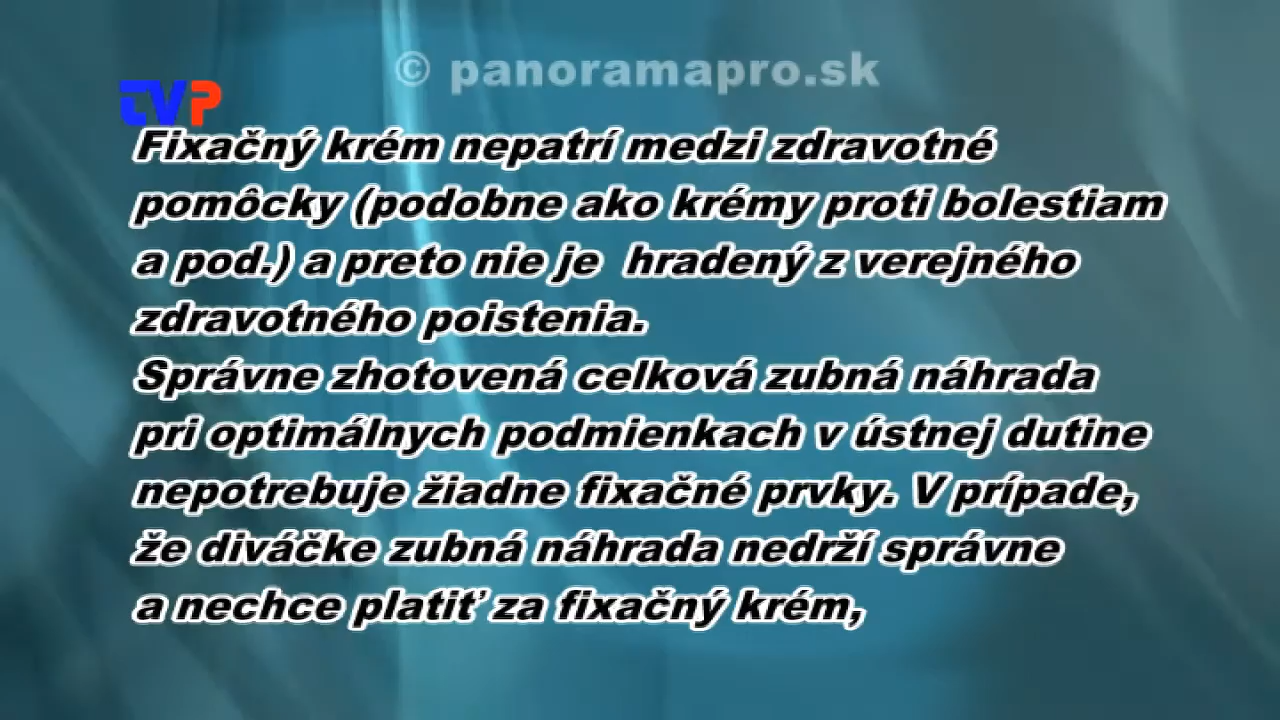 © panoramapro.sk
TVP
Fixačný krém nepatrí medzi zdravotné
pomôcky (podobne ako krémy proti bolestiam
a pod.) a preto nie je  hradený z verejného
zdravotného poistenia.
Správne zhotovená celková zubná náhrada
pri optimálnych podmienkach v ústnej dutine
nepotrebuje žiadne fixačné prvky. V prípade,
že diváčke zubná náhrada nedrží správne
a nechce platiť za fixačný krém,